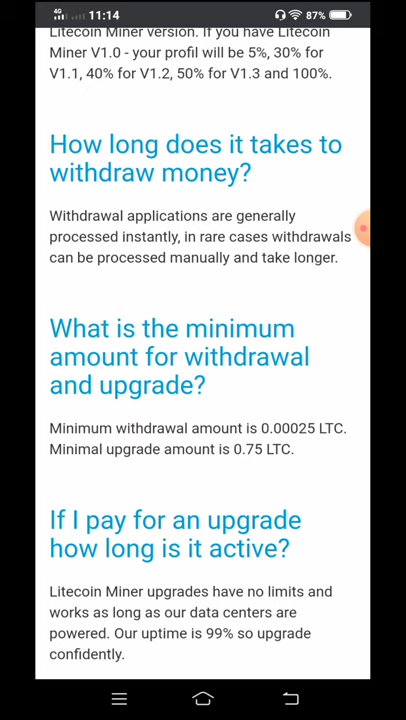 4G
11:14
87%
Litecoin Miner version. If you have Litecoin
Miner V1.0 - your profil will be 5%, 30% for
V1.1, 40% for V1.2, 50% for V1.3 and 100%.
How long does it takes to
withdraw money?
Withdrawal applications are generally
processed instantly, in rare cases withdrawals
can be processed manually and take longer.
What is the minimum
amount for withdrawal
and upgrade?
Minimum withdrawal amount is 0.00025 LTC.
Minimal upgrade amount is 0.75 LTC.
If I pay for an upgrade
how long is it active?
Litecoin Miner upgrades have no limits and
works as long as our data centers are
powered. Our uptime is 99% so upgrade
confidently.